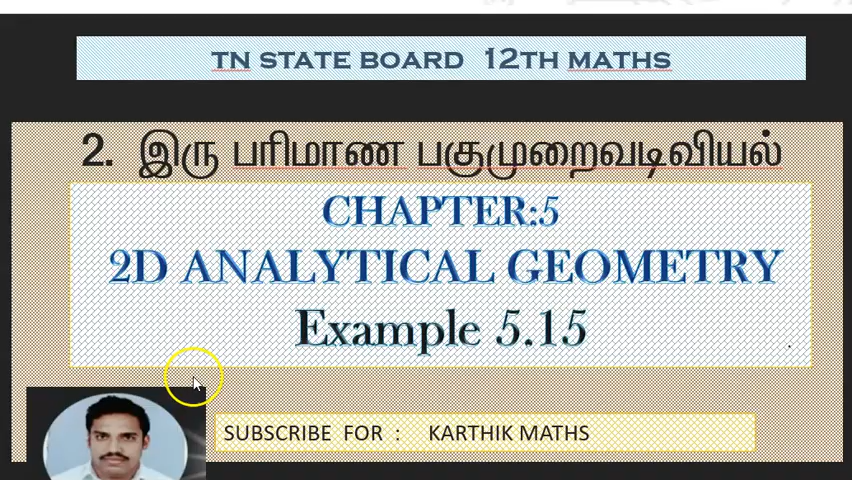 TN STATE BOARD 12TH MATHS
2. இரு பரிமாண பகுமுறைவடிவியல்
CHAPTER:5
2D ANALYTICAL GEOMETRY
Example 5.15
.
SUBSCRIBE FOR : KARTHIK MATHS